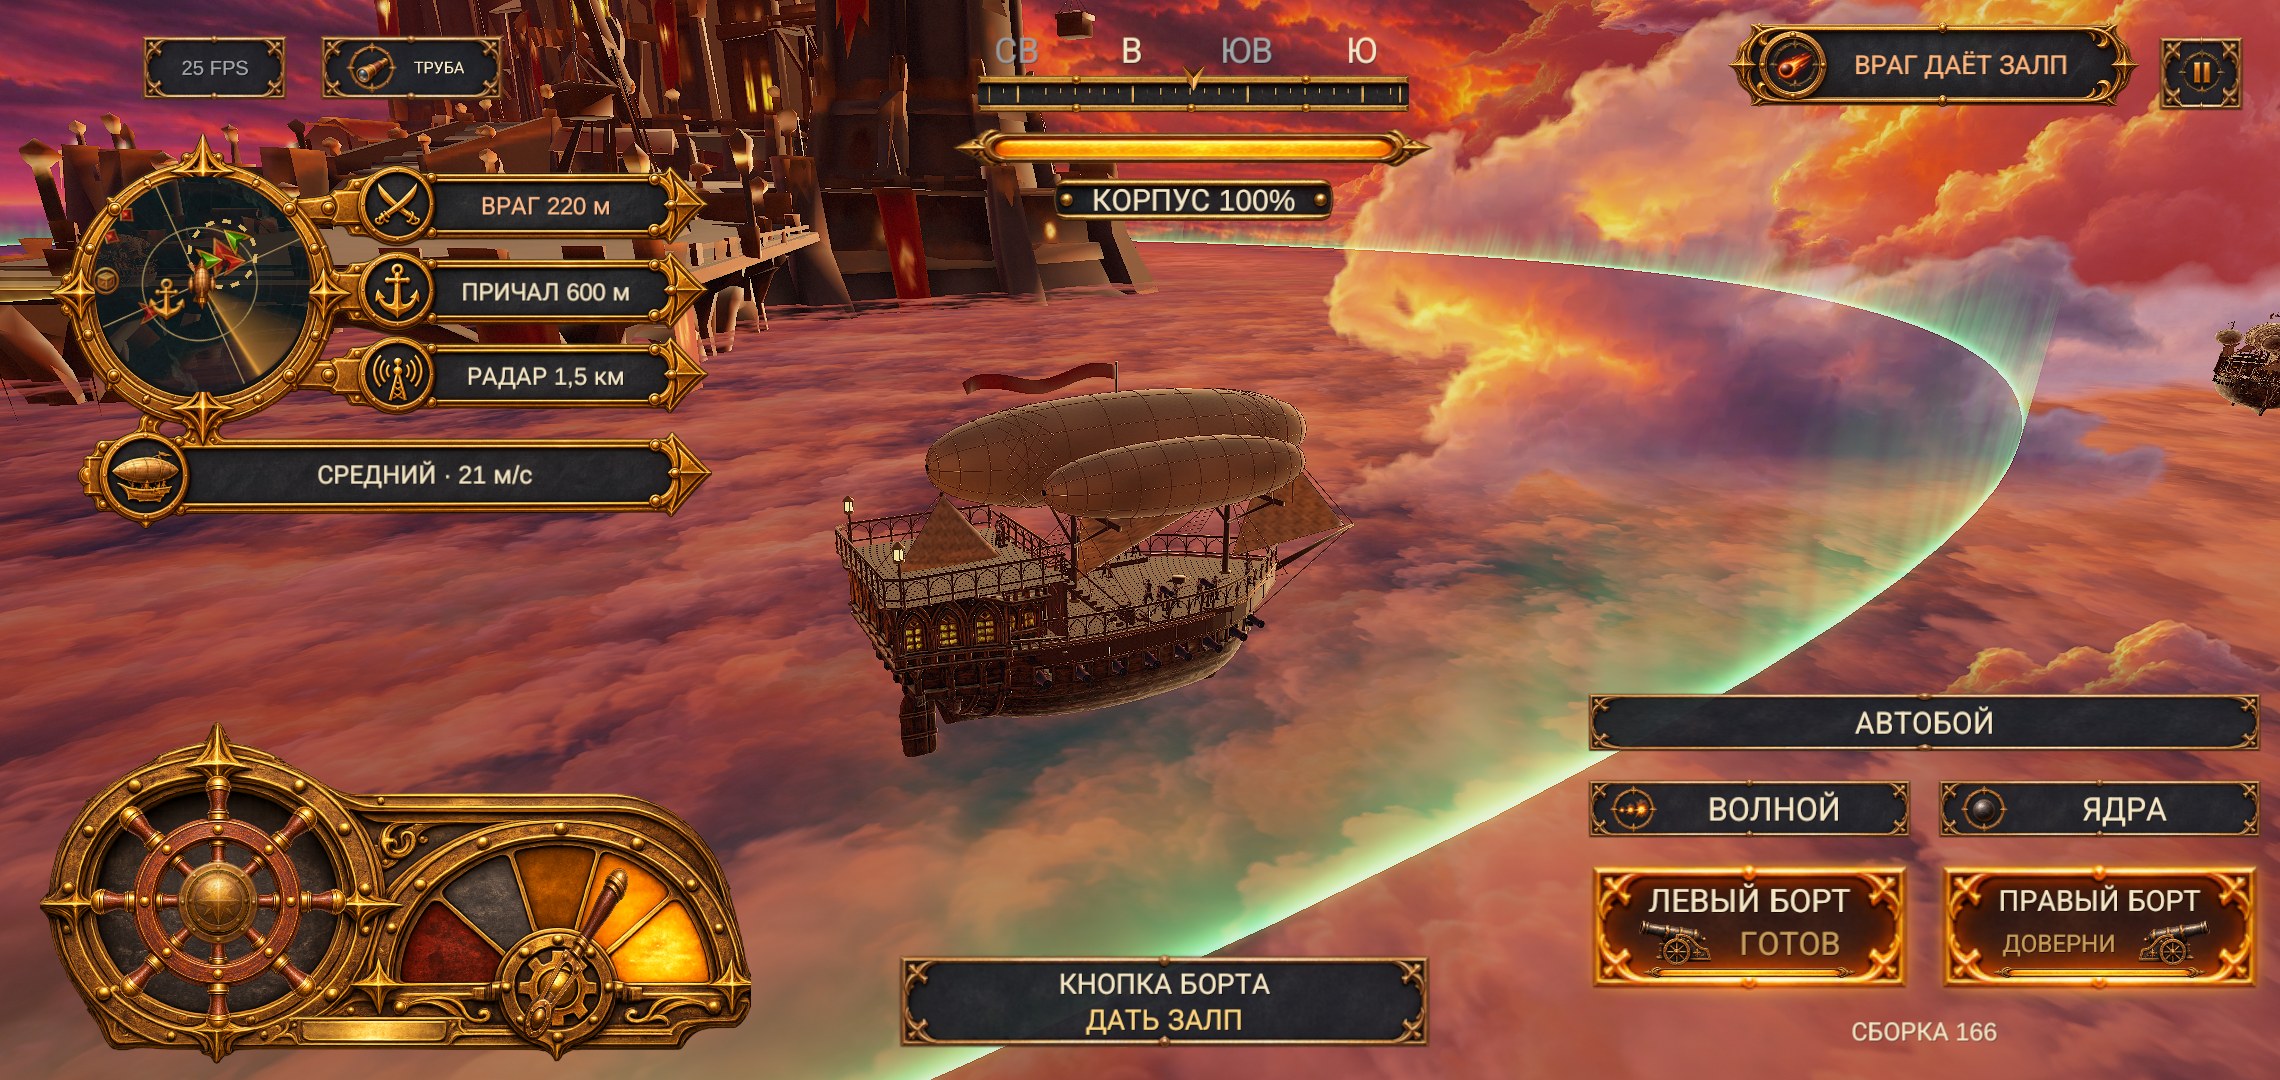 25 FPS
ТРУБА
СВ В ЮВ Ю
ВРАГ ДАЁТ ЗАЛП
КОРПУС 100%
ВРАГ 220 м
ПРИЧАЛ 600 м
РАДАР 1,5 км
СРЕДНИЙ · 21 м/с
АВТОБОЙ
ВОЛНОЙ
ЯДРА
ЛЕВЫЙ БОРТ
ГОТОВ
ПРАВЫЙ БОРТ
ДОВЕРНИ
КНОПКА БОРТА
ДАТЬ ЗАЛП
СБОРКА 166